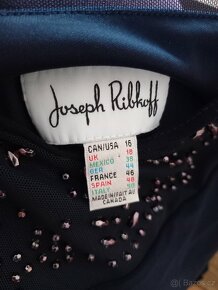 Joseph Ribkoff
CAN/USA 16
UK 18
MEXICO 38
GER 44
FRANCE 46
SPAIN 48
ITALY 50
MADE IN/FAIT AU
CANADA